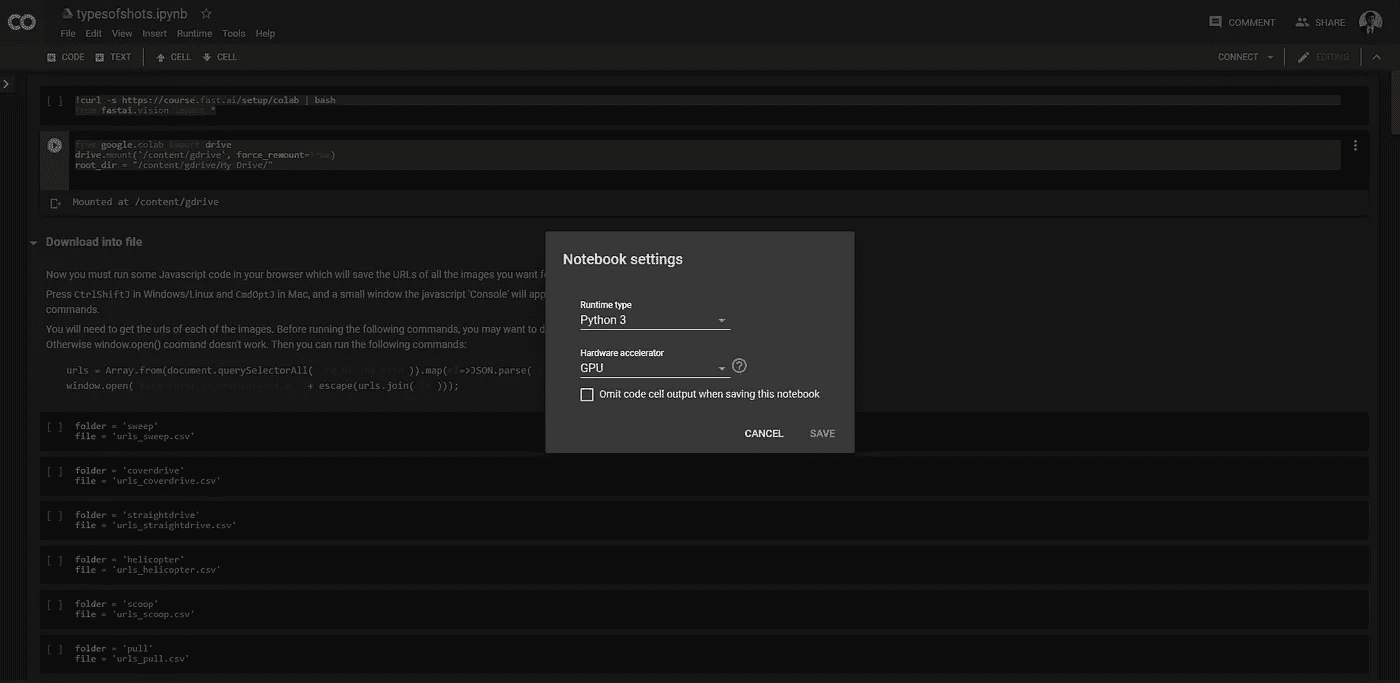 CO
typesofshots.ipynb
File Edit View Insert Runtime Tools Help
COMMENT SHARE
CODE TEXT CELL CELL
CONNECT EDITING
[ ] !curl -s https://course.fast.ai/setup/colab | bash
from fastai.vision import *
from google.colab import drive
drive.mount('/content/gdrive', force_remount=True)
root_dir = "/content/gdrive/My Drive/"
Mounted at /content/gdrive
Download into file
Now you must run some Javascript code in your browser which will save the URLs of all the images you want f
Press CtrlShiftJ in Windows/Linux and CmdOptJ in Mac, and a small window the javascript 'Console' will app
commands.
You will need to get the urls of each of the images. Before running the following commands, you may want to d
Otherwise window.open() coomand doesn't work. Then you can run the following commands:
urls = Array.from(document.querySelectorAll( )).map( =>JSON.parse(
window.open( + escape(urls.join( )));
[ ] folder = 'sweep'
file = 'urls_sweep.csv'
[ ] folder = 'coverdrive'
file = 'urls_coverdrive.csv'
[ ] folder = 'straightdrive'
file = 'urls_straightdrive.csv'
[ ] folder = 'helicopter'
file = 'urls_helicopter.csv'
[ ] folder = 'scoop'
file = 'urls_scoop.csv'
[ ] folder = 'pull'
file = 'urls_pull.csv'
Notebook settings
Runtime type
Python 3
Hardware accelerator
GPU
Omit code cell output when saving this notebook
CANCEL SAVE